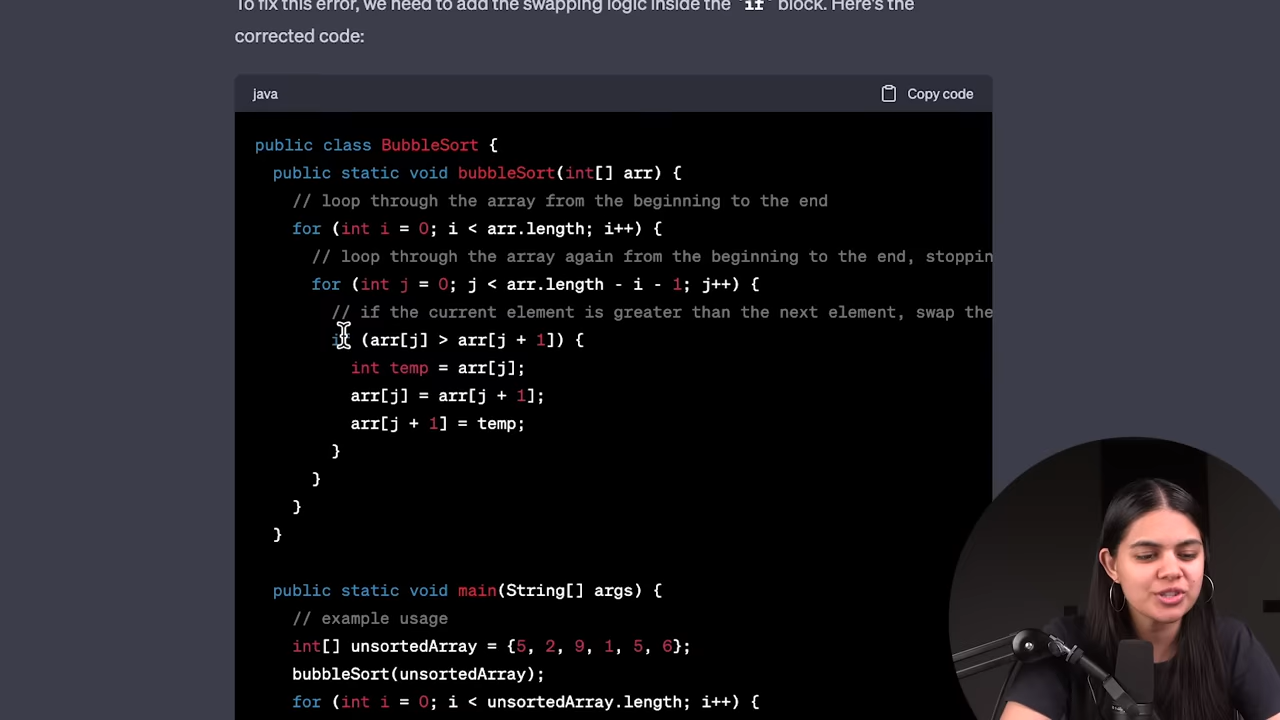 To fix this error, we need to add the swapping logic inside the `if` block. Here's the
corrected code:
java
Copy code
public class BubbleSort {
public static void bubbleSort(int[] arr) {
// loop through the array from the beginning to the end
for (int i = 0; i < arr.length; i++) {
// loop through the array again from the beginning to the end, stoppin
for (int j = 0; j < arr.length - i - 1; j++) {
// if the current element is greater than the next element, swap the
if (arr[j] > arr[j + 1]) {
int temp = arr[j];
arr[j] = arr[j + 1];
arr[j + 1] = temp;
}
}
}
}
public static void main(String[] args) {
// example usage
int[] unsortedArray = {5, 2, 9, 1, 5, 6};
bubbleSort(unsortedArray);
for (int i = 0; i < unsortedArray.length; i++) {